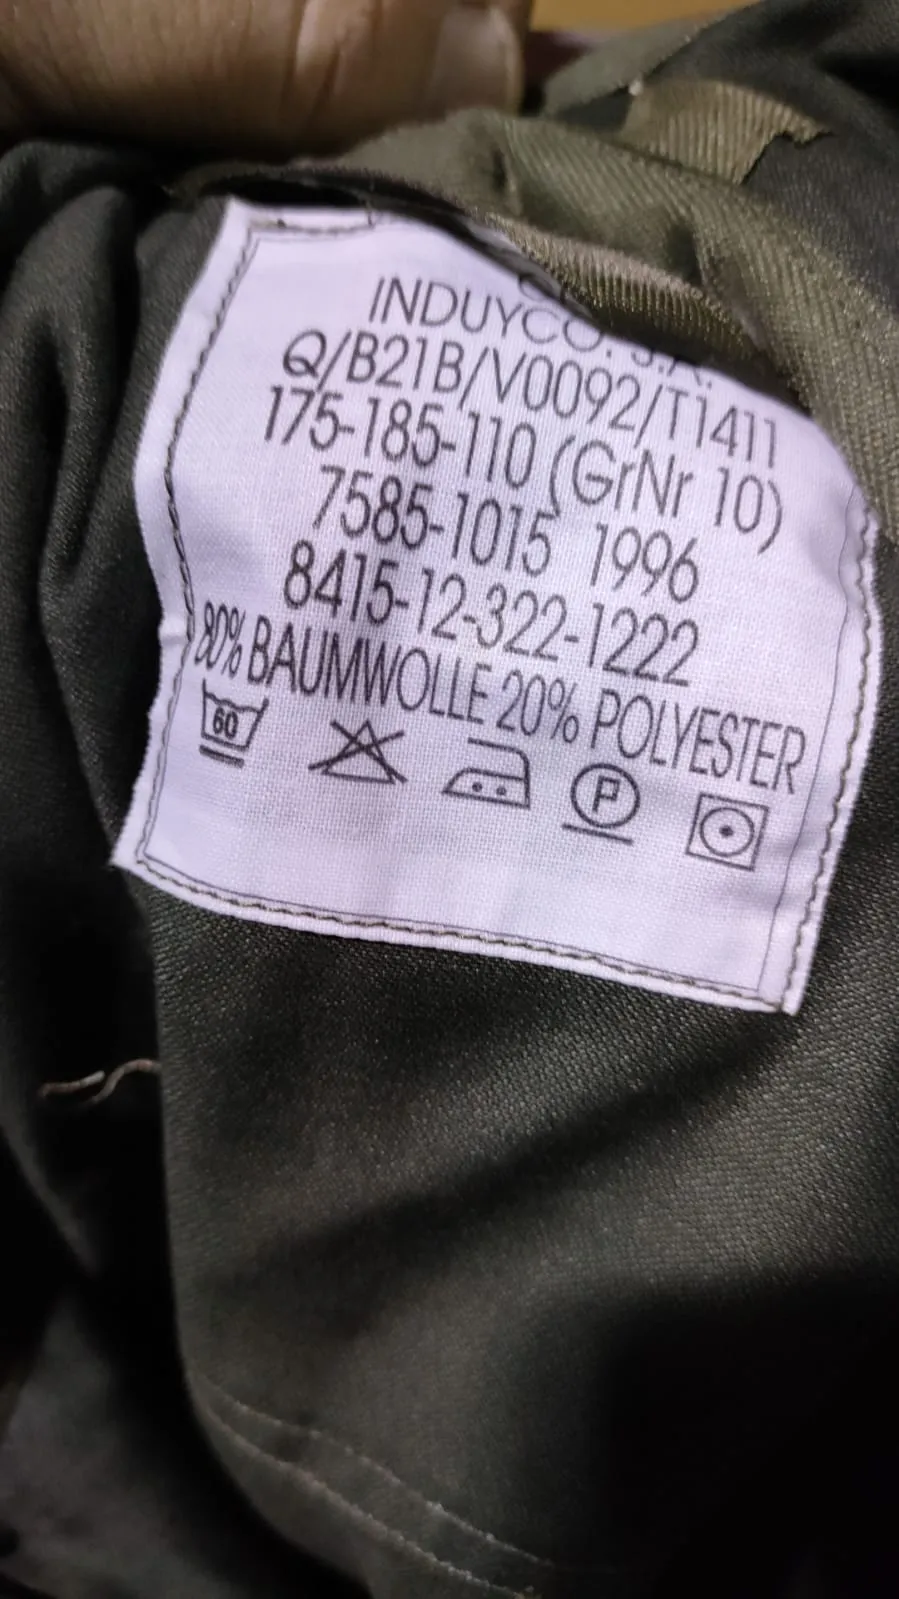 INDUYCO. S.A.
Q/B21B/V0092/T1411
175-185-110 (GrNr 10)
7585-1015 1996
8415-12-322-1222
80% BAUMWOLLE 20% POLYESTER
60
P